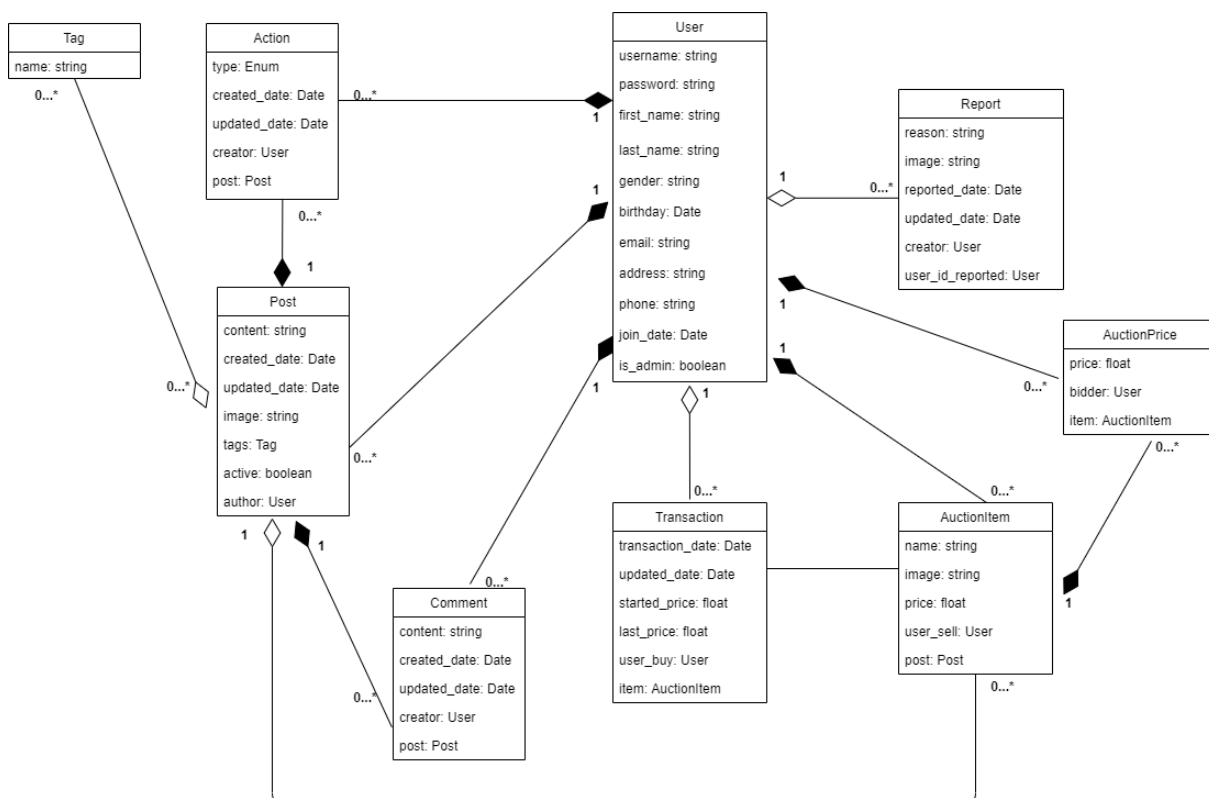 Tag
name: string
0...*
Action
type: Enum
created_date: Date
updated_date: Date
creator: User
post: Post
0...*
0...*
User
username: string
password: string
first_name: string
last_name: string
gender: string
birthday: Date
email: string
address: string
phone: string
join_date: Date
is_admin: boolean
1
1
1
1
1
1
1
Report
reason: string
image: string
reported_date: Date
updated_date: Date
creator: User
user_id_reported: User
0...*
AuctionPrice
price: float
bidder: User
item: AuctionItem
0...*
0...*
1
Post
content: string
created_date: Date
updated_date: Date
image: string
tags: Tag
active: boolean
author: User
0...*
0...*
1
1
Transaction
transaction_date: Date
updated_date: Date
started_price: float
last_price: float
user_buy: User
item: AuctionItem
0...*
AuctionItem
name: string
image: string
price: float
user_sell: User
post: Post
0...*
1
0...*
Comment
content: string
created_date: Date
updated_date: Date
creator: User
post: Post
0...*
0...*